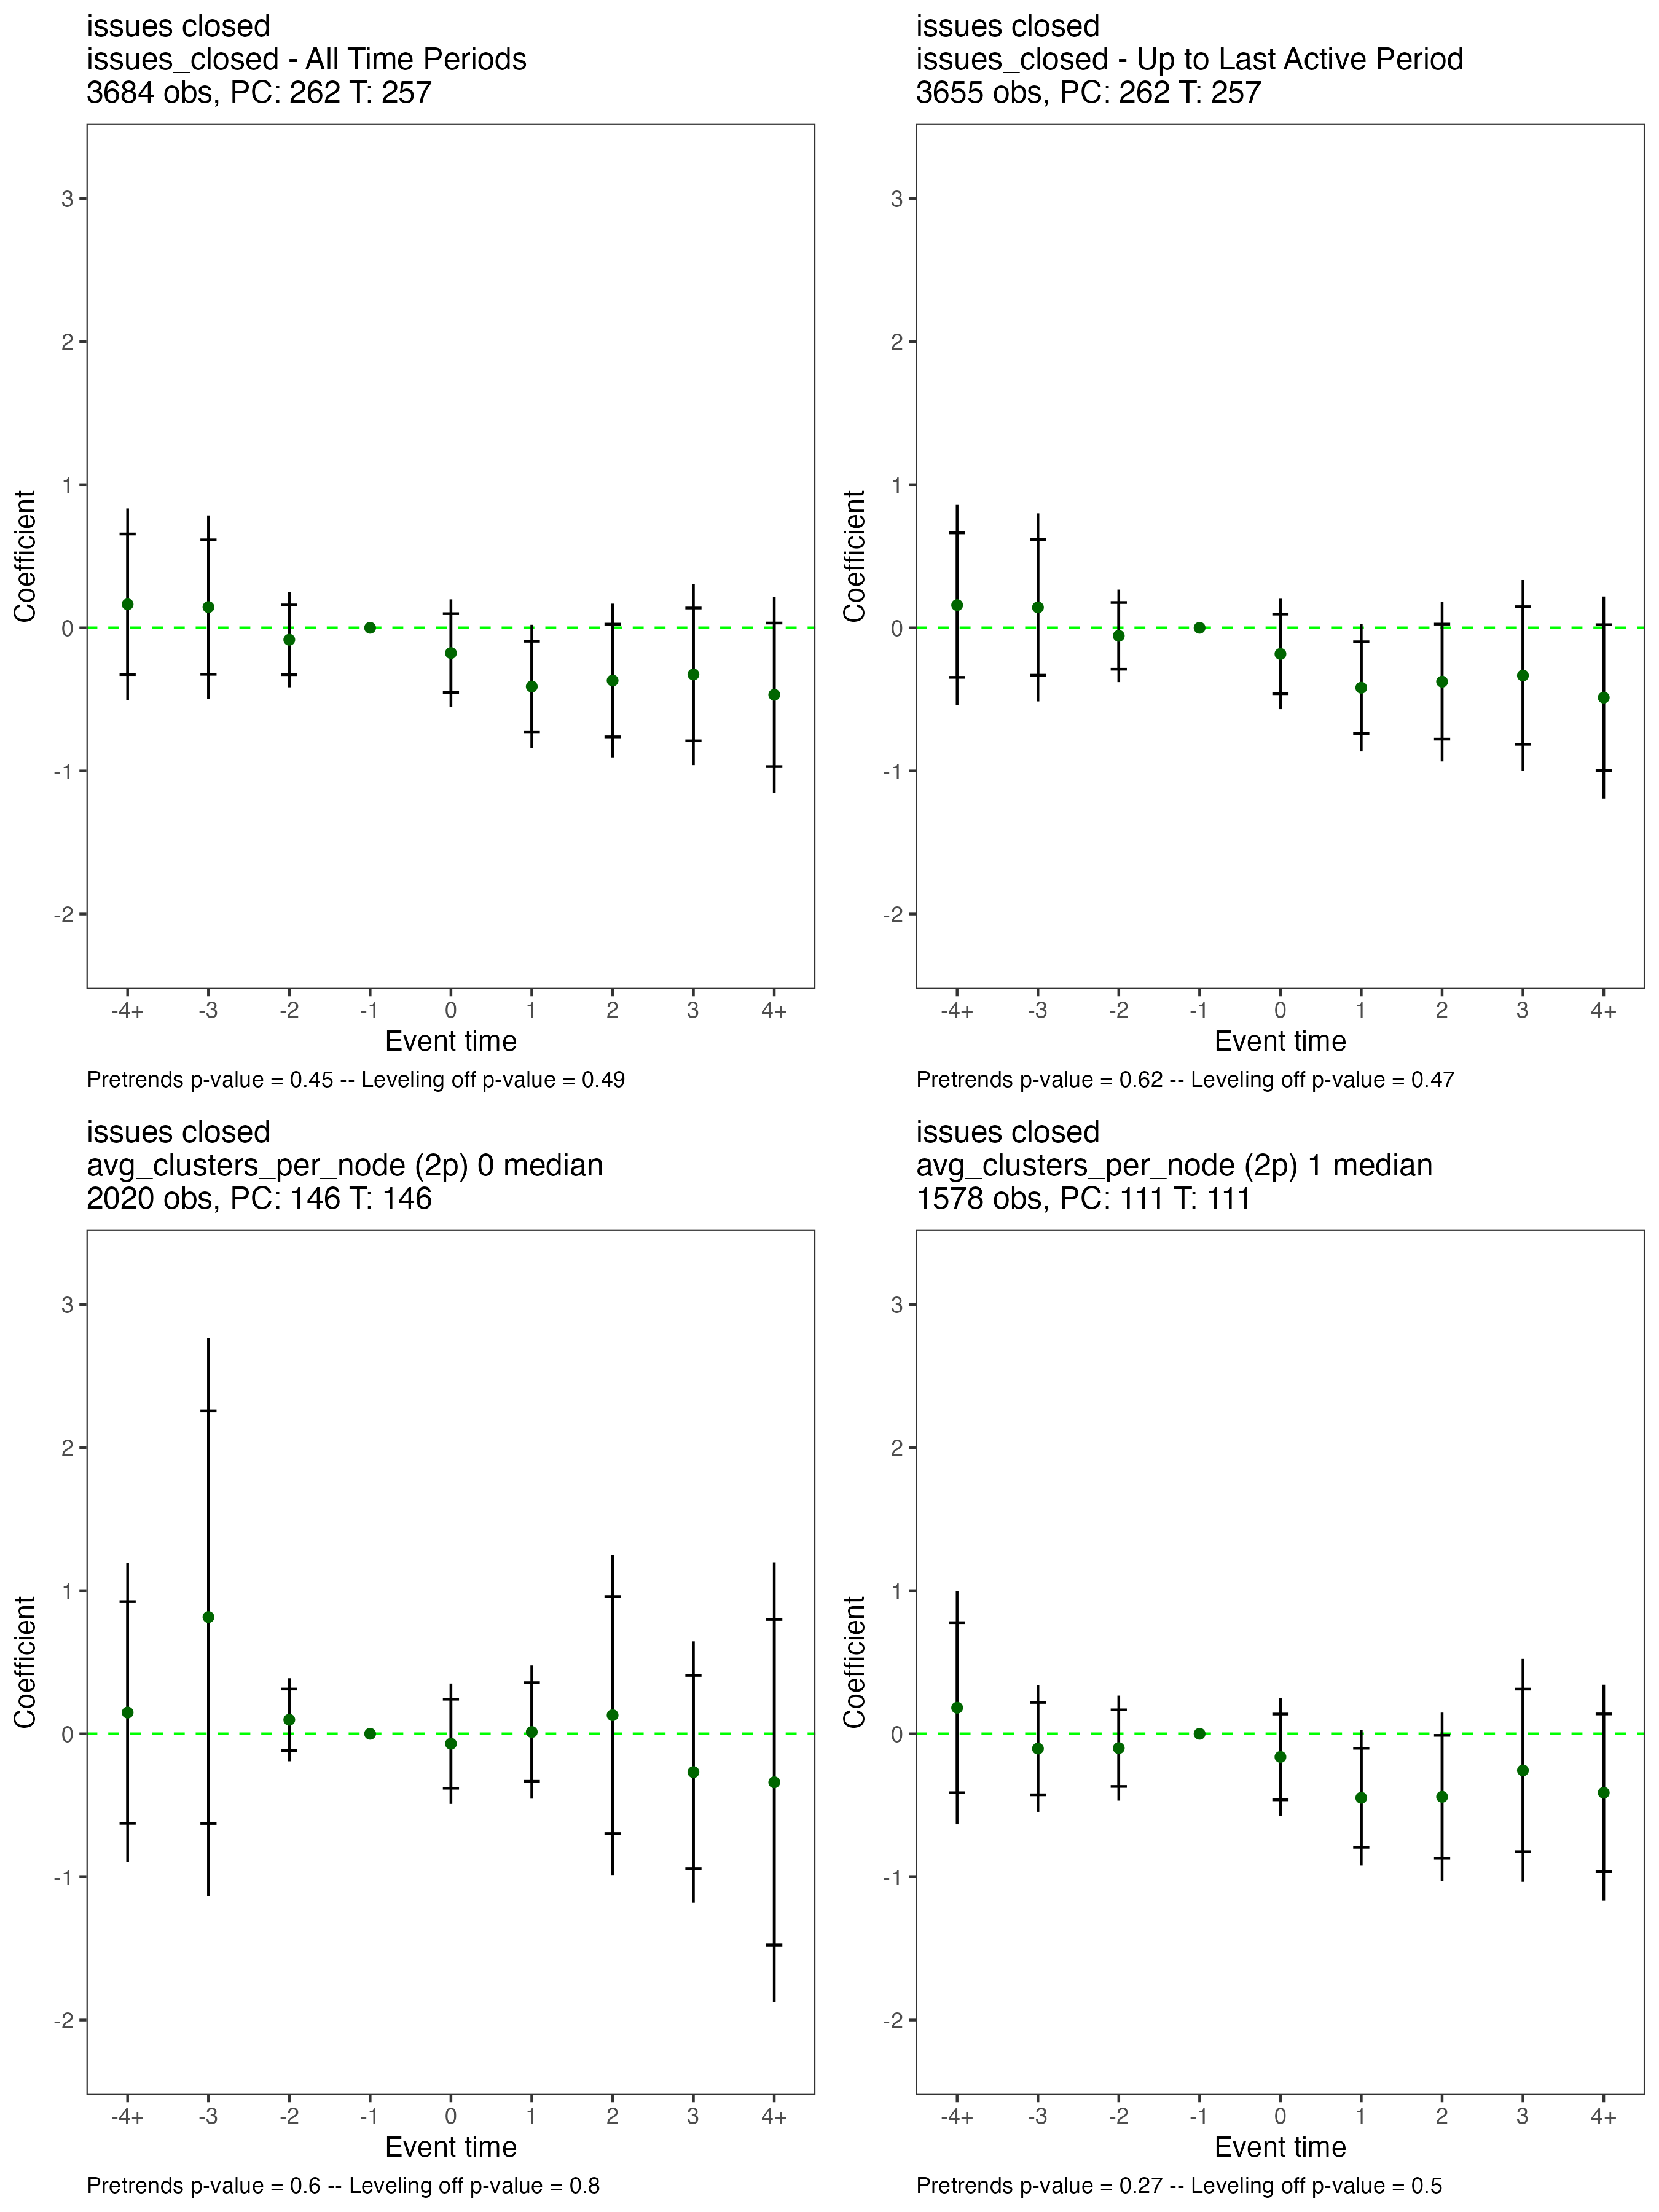 issues closed
issues_closed - All Time Periods
3684 obs, PC: 262 T: 257
3
2
1
0
-1
-2
Coefficient
-4+ -3 -2 -1 0 1 2 3 4+
Event time
Pretrends p-value = 0.45 -- Leveling off p-value = 0.49
issues closed
issues_closed - Up to Last Active Period
3655 obs, PC: 262 T: 257
3
2
1
0
-1
-2
Coefficient
-4+ -3 -2 -1 0 1 2 3 4+
Event time
Pretrends p-value = 0.62 -- Leveling off p-value = 0.47
issues closed
avg_clusters_per_node (2p) 0 median
2020 obs, PC: 146 T: 146
3
2
1
0
-1
-2
Coefficient
-4+ -3 -2 -1 0 1 2 3 4+
Event time
Pretrends p-value = 0.6 -- Leveling off p-value = 0.8
issues closed
avg_clusters_per_node (2p) 1 median
1578 obs, PC: 111 T: 111
3
2
1
0
-1
-2
Coefficient
-4+ -3 -2 -1 0 1 2 3 4+
Event time
Pretrends p-value = 0.27 -- Leveling off p-value = 0.5